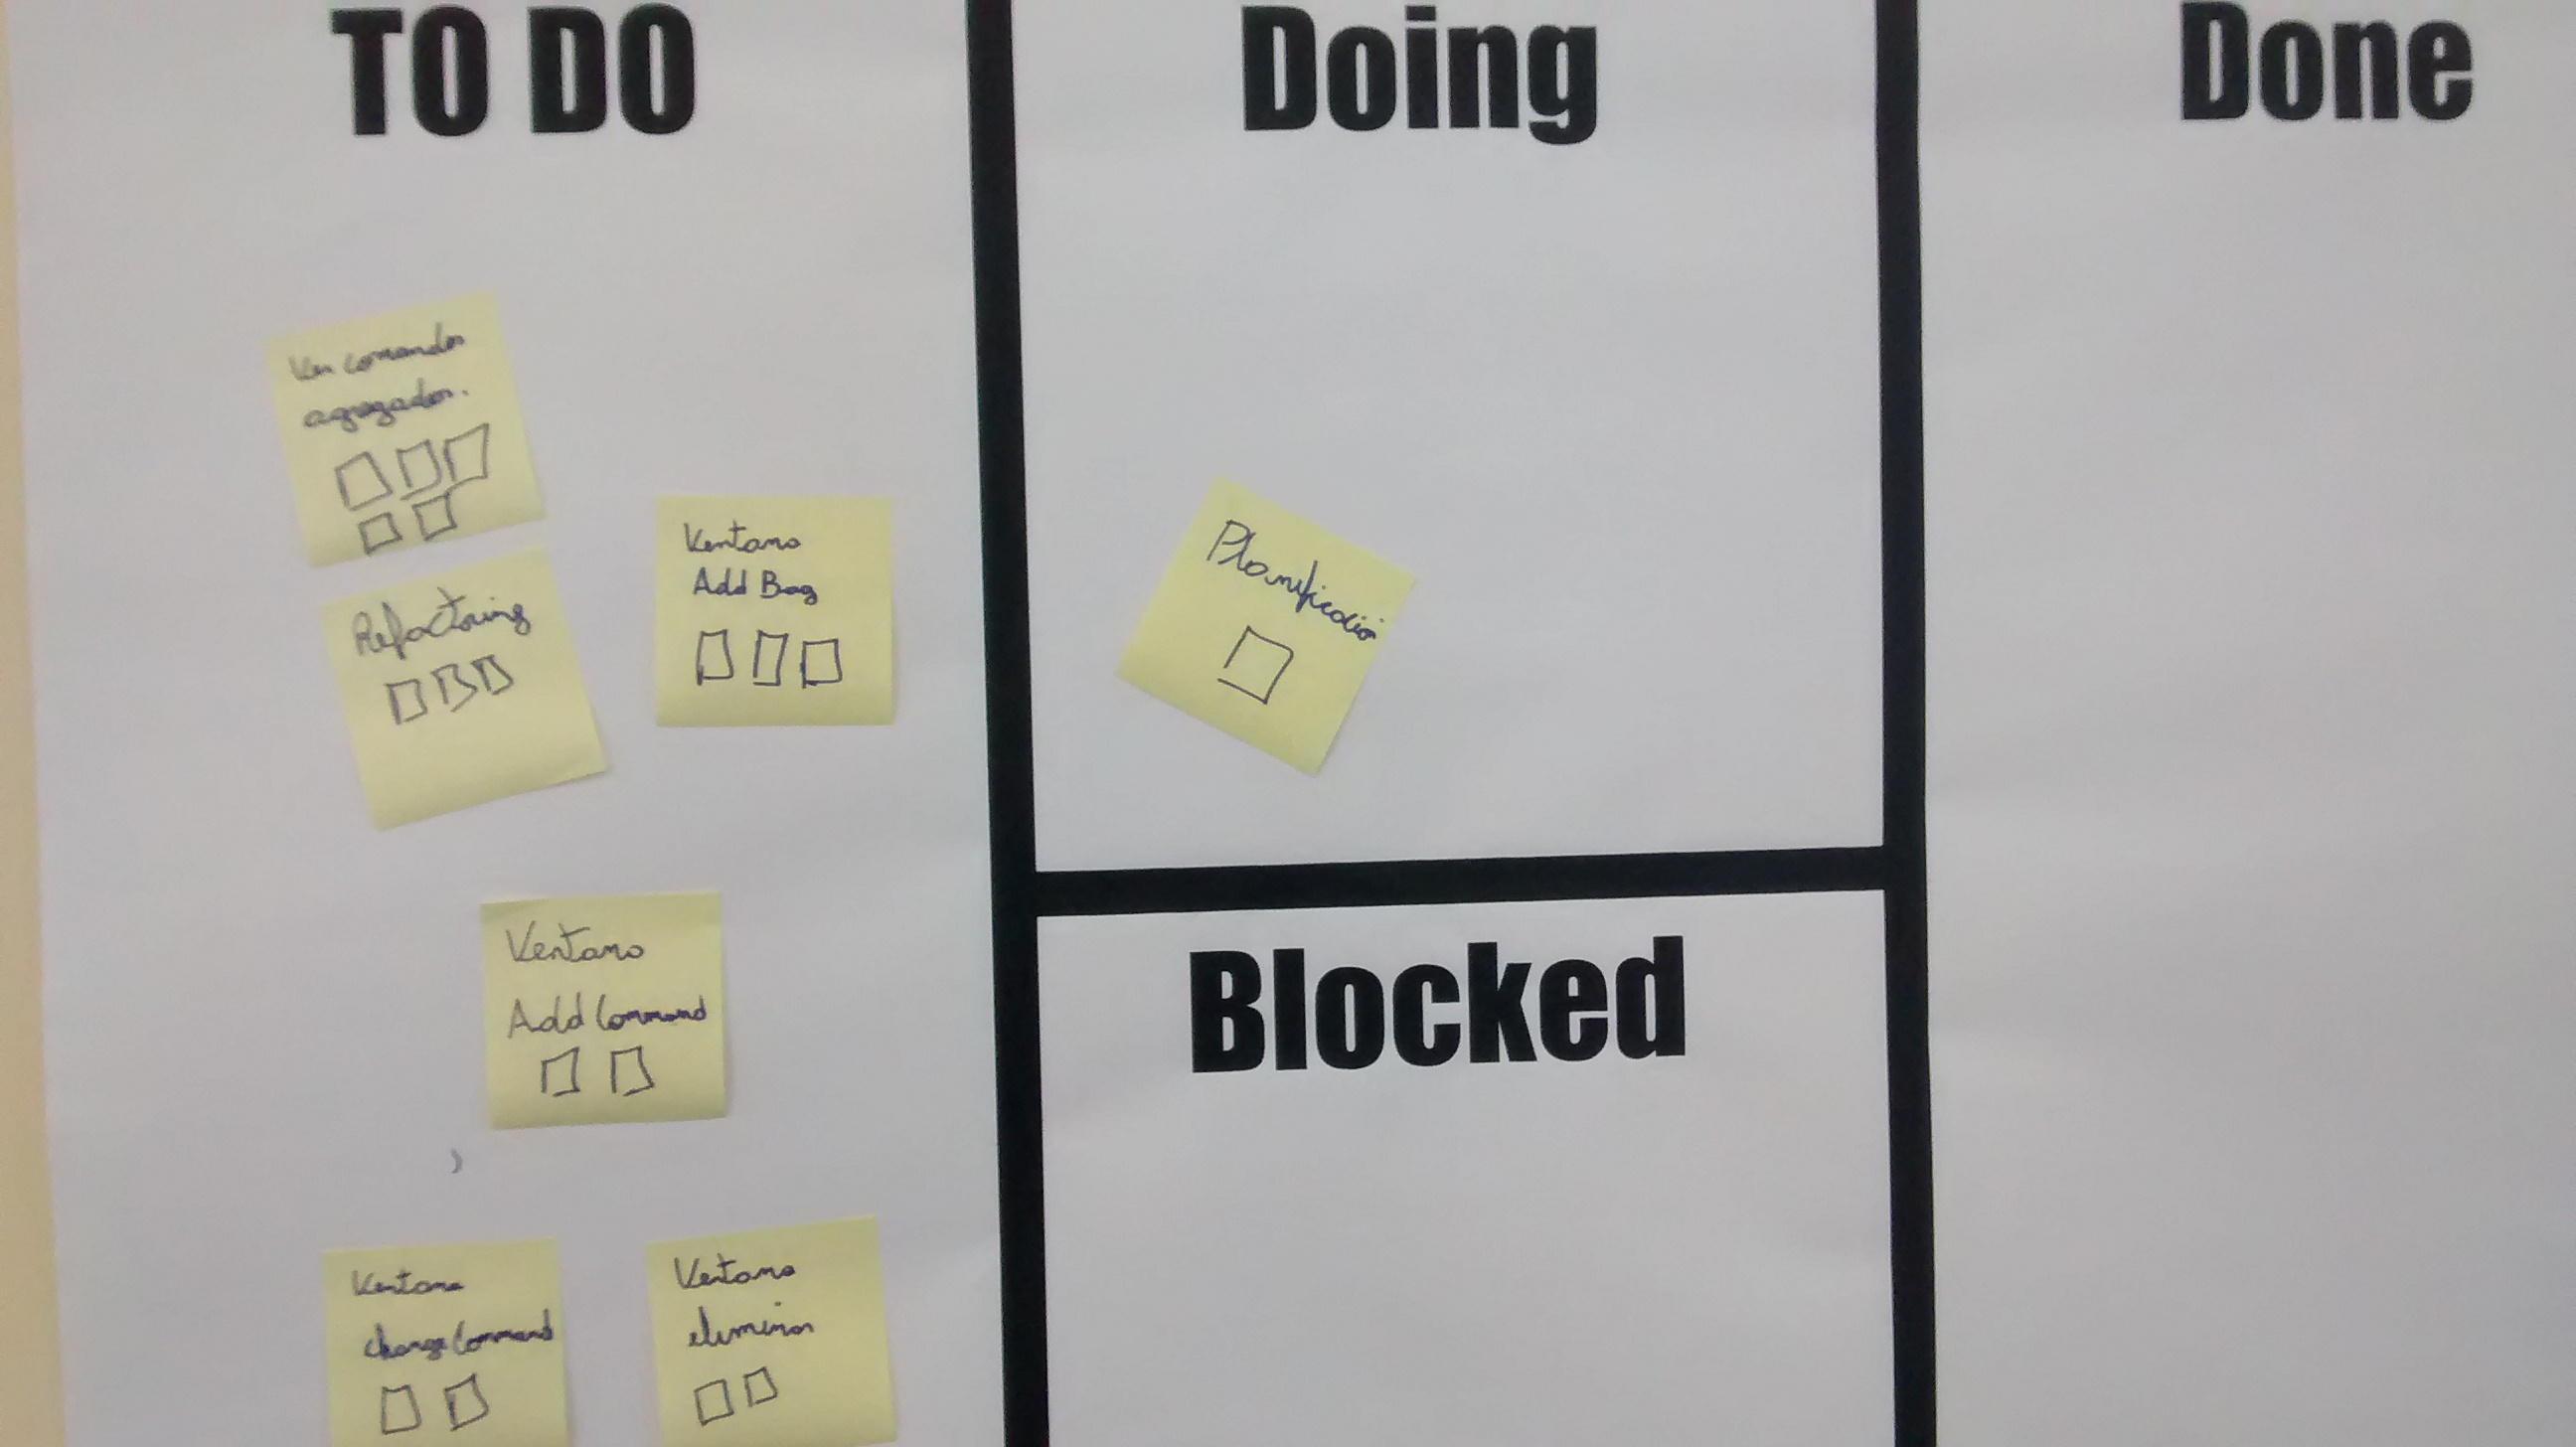 TO DO
Doing
Done
Ver comandos
agregados.
Refactoring
Ventana
Add Bag
Planificación
Ventana
Add Command
Blocked
Ventana
change Command
Ventana
eliminar